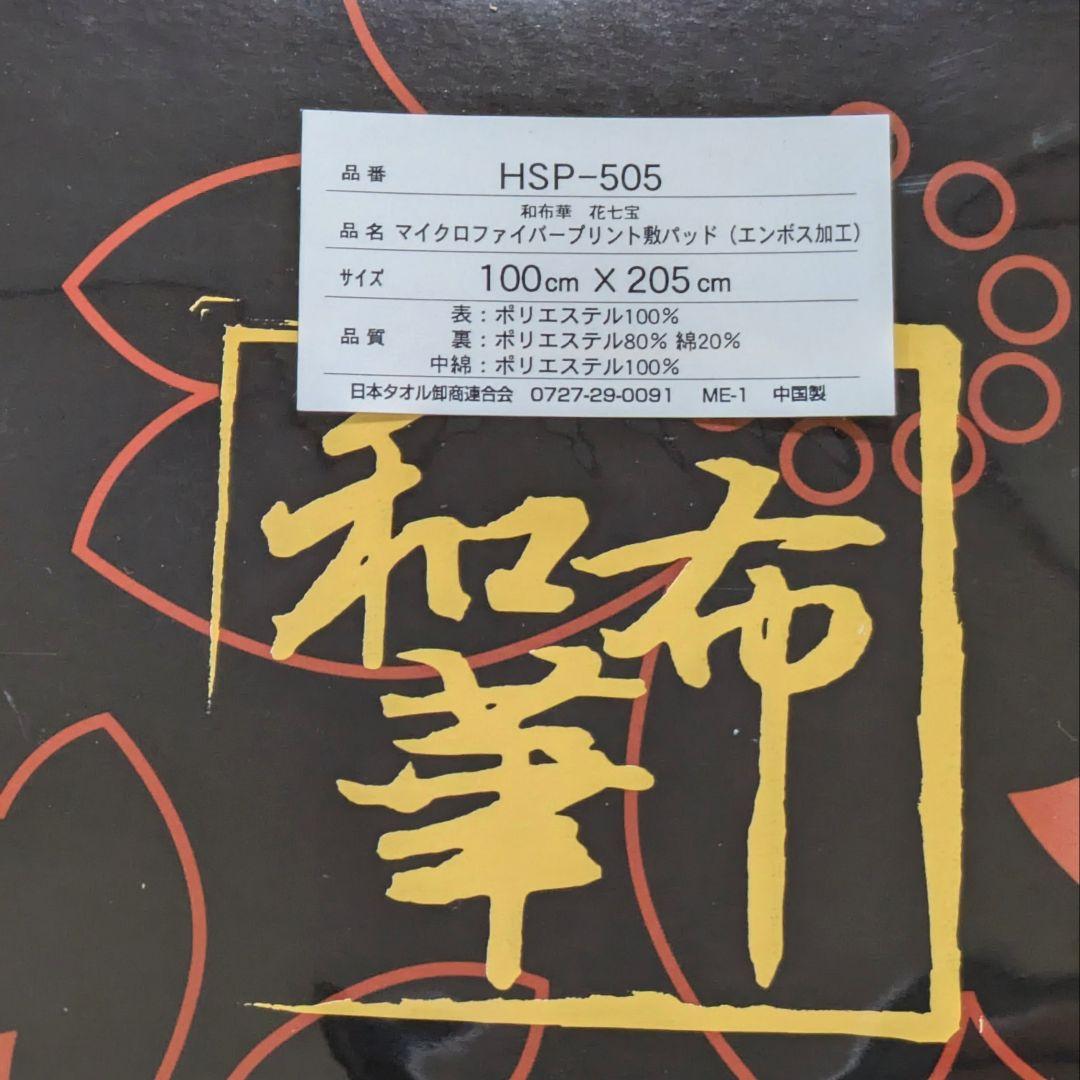 品番 HSP-505
和布華 花七宝
品名 マイクロファイバープリント敷パッド（エンボス加工）
サイズ 100cm X 205cm
表：ポリエステル100%
品質 裏：ポリエステル80% 綿20%
中綿：ポリエステル100%
日本タオル卸商連合会 0727-29-0091 ME-1 中国製
和布
華